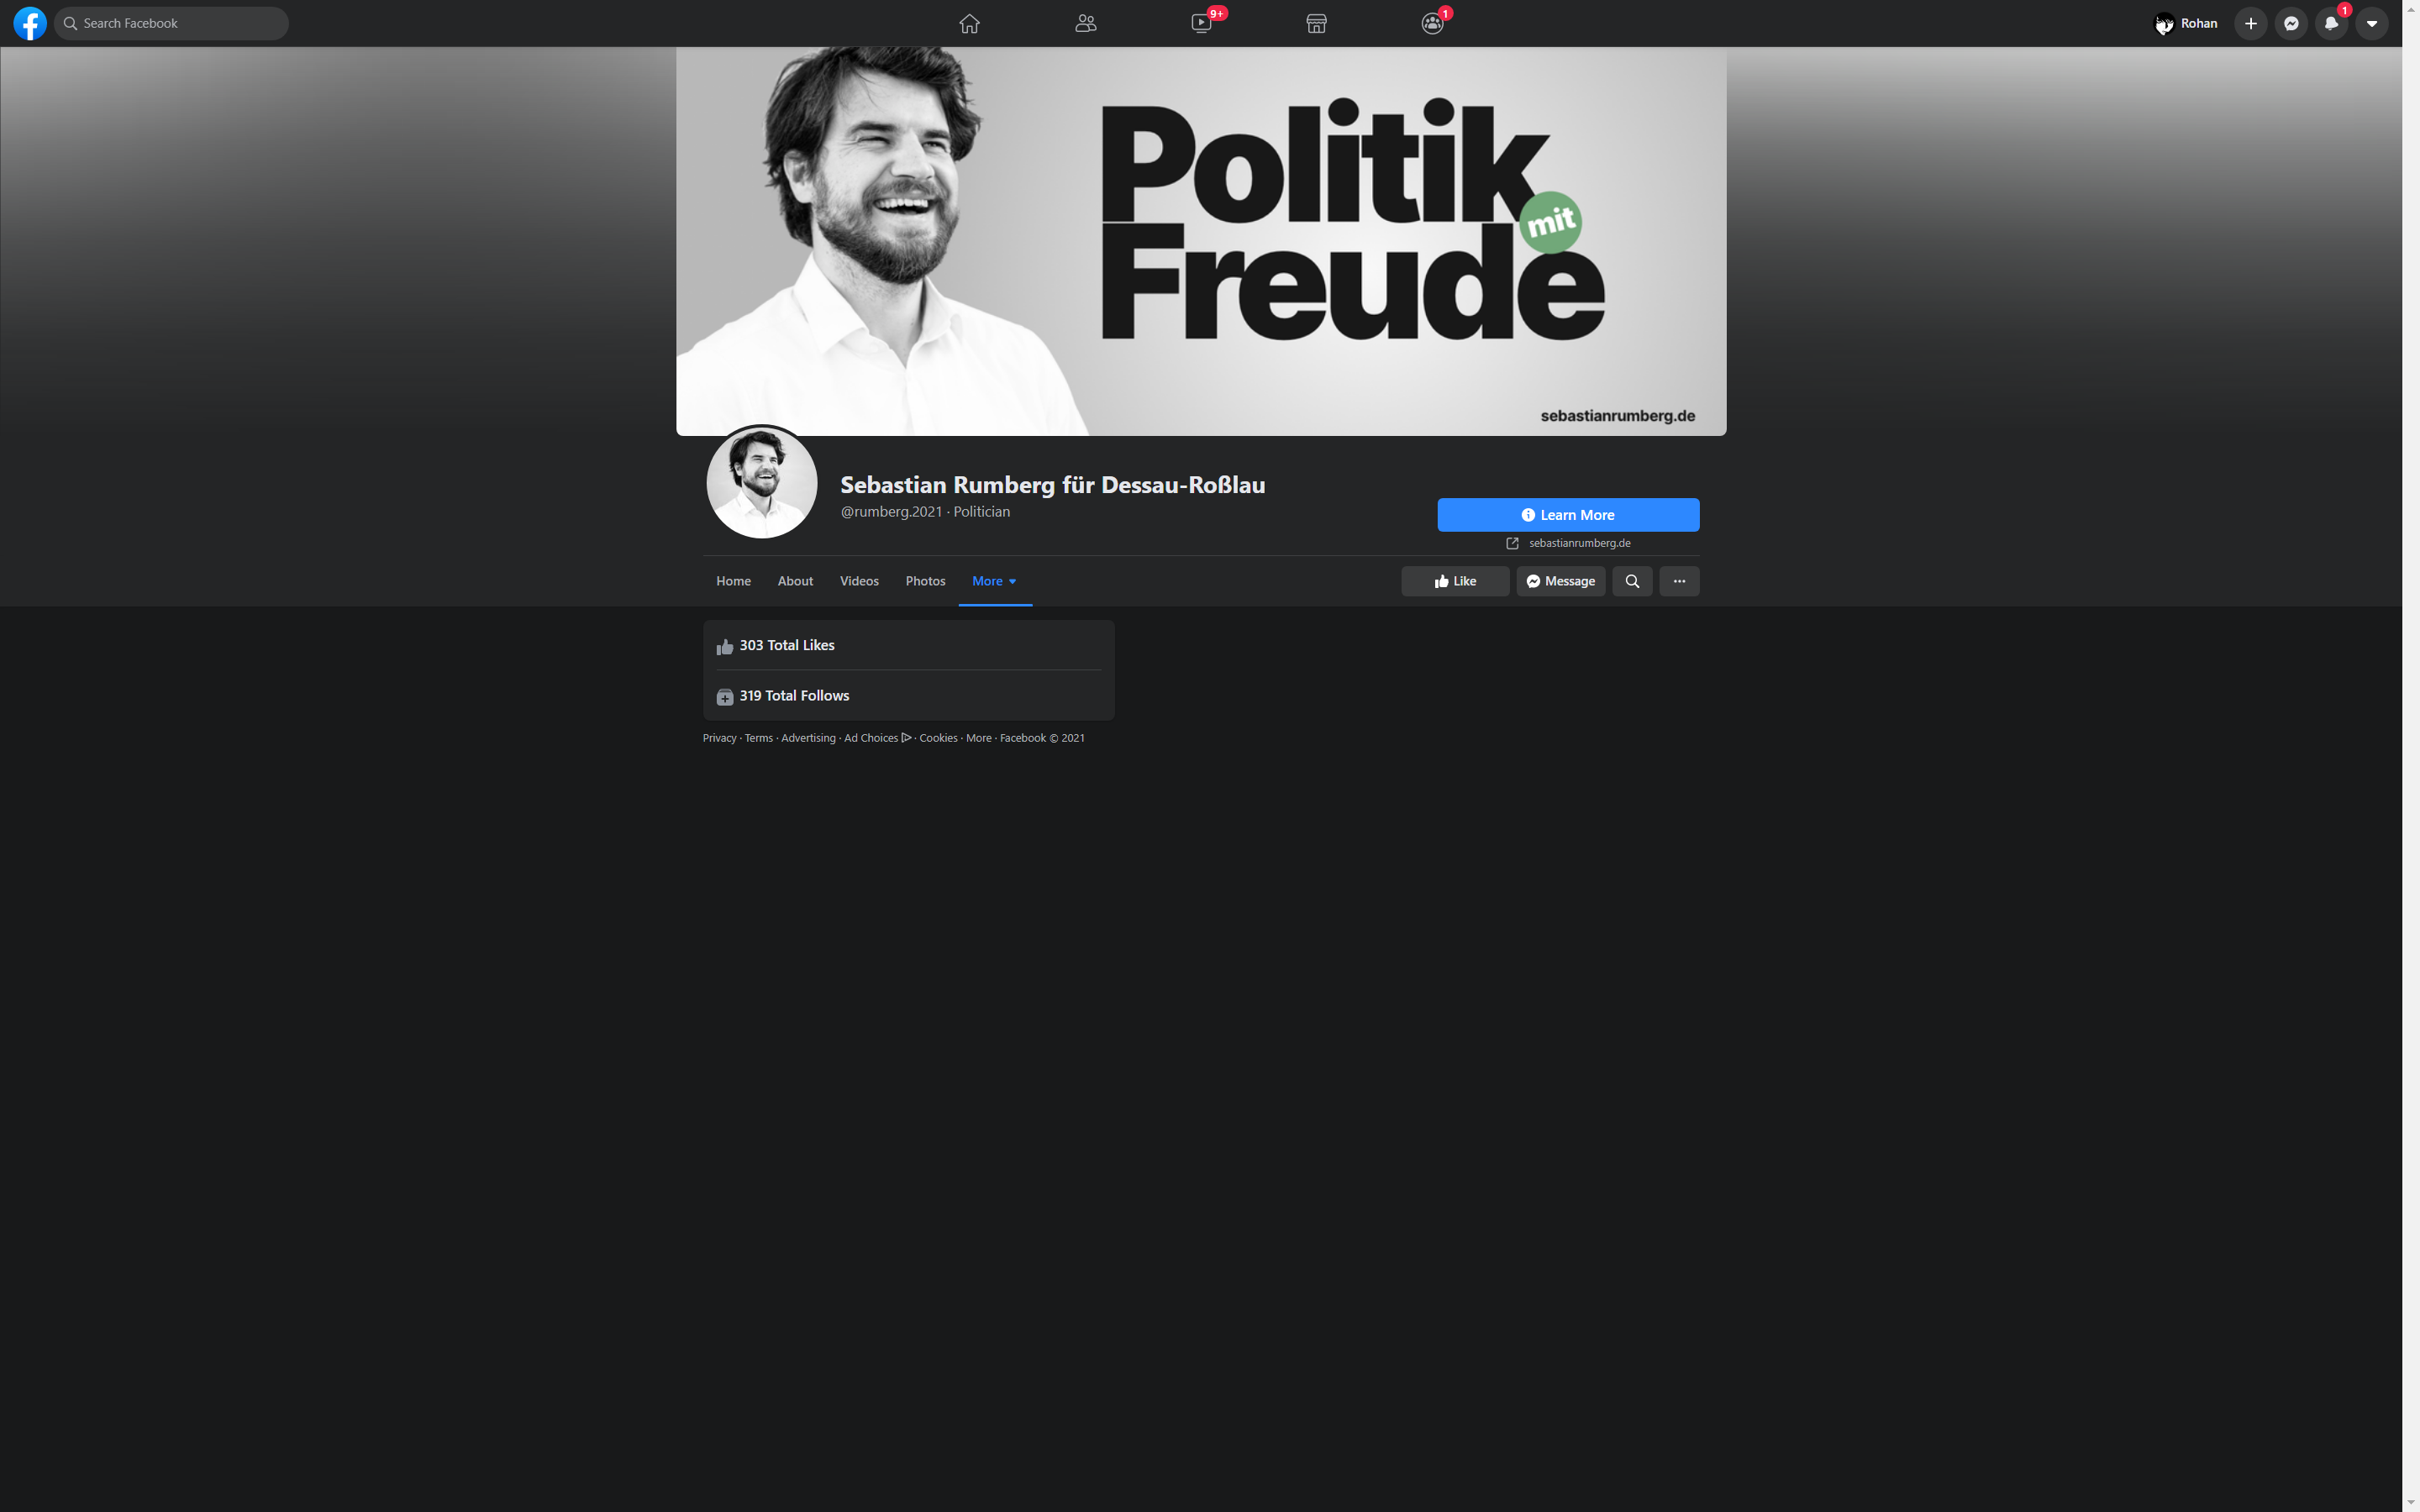 Search Facebook
9+
1
Rohan
1
Politik
mit
Freude
sebastianrumberg.de
Sebastian Rumberg für Dessau-Roßlau
@rumberg.2021 · Politician
Learn More
sebastianrumberg.de
Home
About
Videos
Photos
More
Like
Message
303 Total Likes
319 Total Follows
Privacy · Terms · Advertising · Ad Choices · Cookies · More · Facebook © 2021